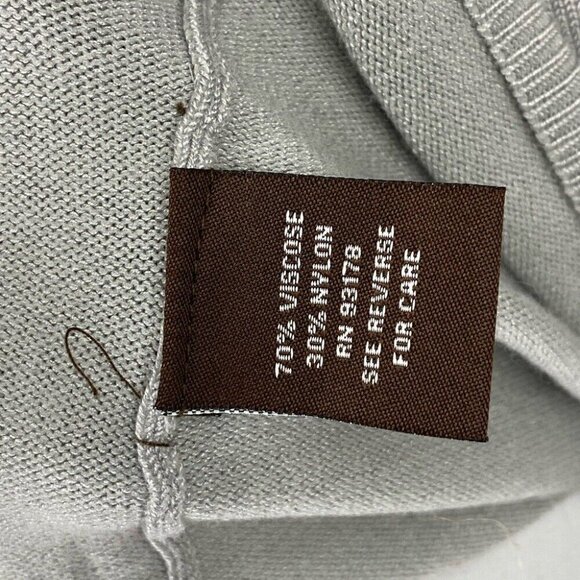 70% VISCOSE
30% NYLON
RN 93178
SEE REVERSE
FOR CARE